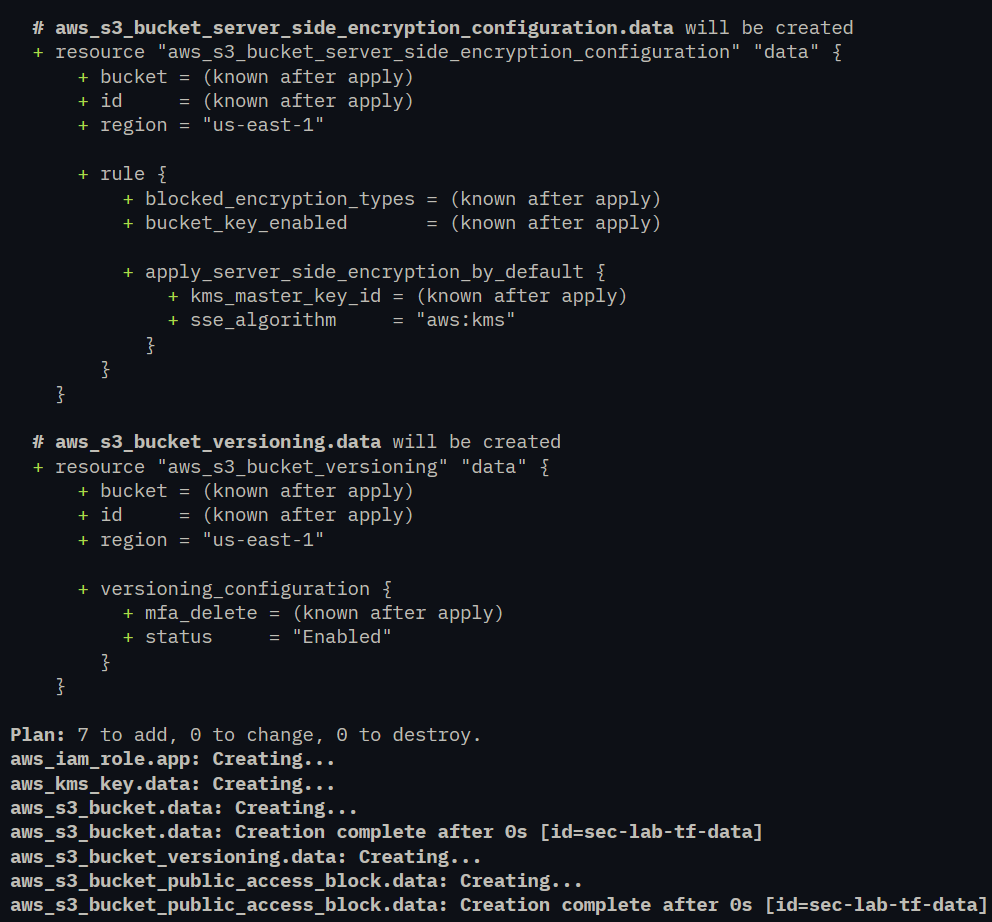 # aws_s3_bucket_server_side_encryption_configuration.data will be created
+ resource "aws_s3_bucket_server_side_encryption_configuration" "data" {
+ bucket = (known after apply)
+ id     = (known after apply)
+ region = "us-east-1"
+ rule {
+ blocked_encryption_types = (known after apply)
+ bucket_key_enabled       = (known after apply)
+ apply_server_side_encryption_by_default {
+ kms_master_key_id = (known after apply)
+ sse_algorithm     = "aws:kms"
}
}
}
# aws_s3_bucket_versioning.data will be created
+ resource "aws_s3_bucket_versioning" "data" {
+ bucket = (known after apply)
+ id     = (known after apply)
+ region = "us-east-1"
+ versioning_configuration {
+ mfa_delete = (known after apply)
+ status     = "Enabled"
}
}
Plan: 7 to add, 0 to change, 0 to destroy.
aws_iam_role.app: Creating...
aws_kms_key.data: Creating...
aws_s3_bucket.data: Creating...
aws_s3_bucket.data: Creation complete after 0s [id=sec-lab-tf-data]
aws_s3_bucket_versioning.data: Creating...
aws_s3_bucket_public_access_block.data: Creating...
aws_s3_bucket_public_access_block.data: Creation complete after 0s [id=sec-lab-tf-data]